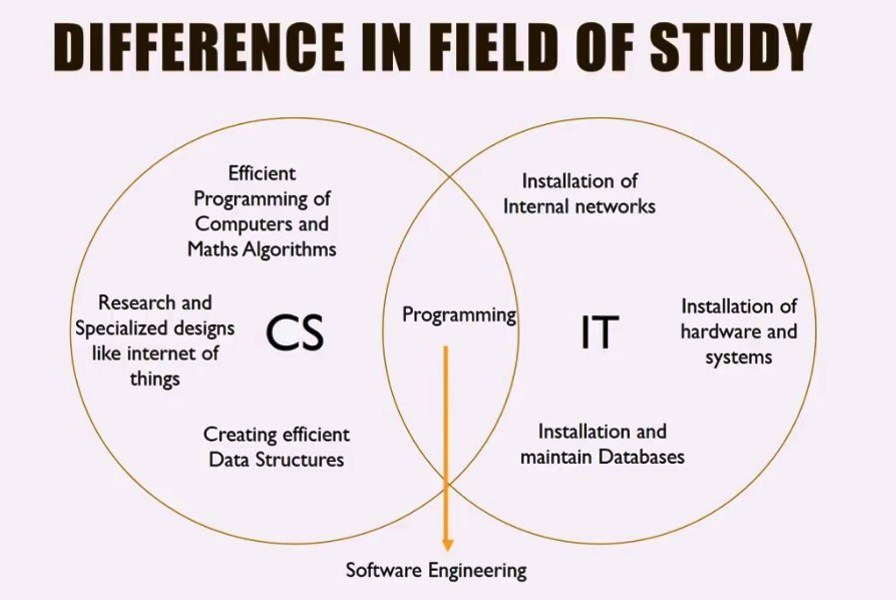 DIFFERENCE IN FIELD OF STUDY
Efficient
Programming of
Computers and
Maths Algorithms
Research and
Specialized designs
like internet of
things
CS
Creating efficient
Data Structures
Programming
Installation of
Internal networks
IT
Installation of
hardware and
systems
Installation and
maintain Databases
Software Engineering